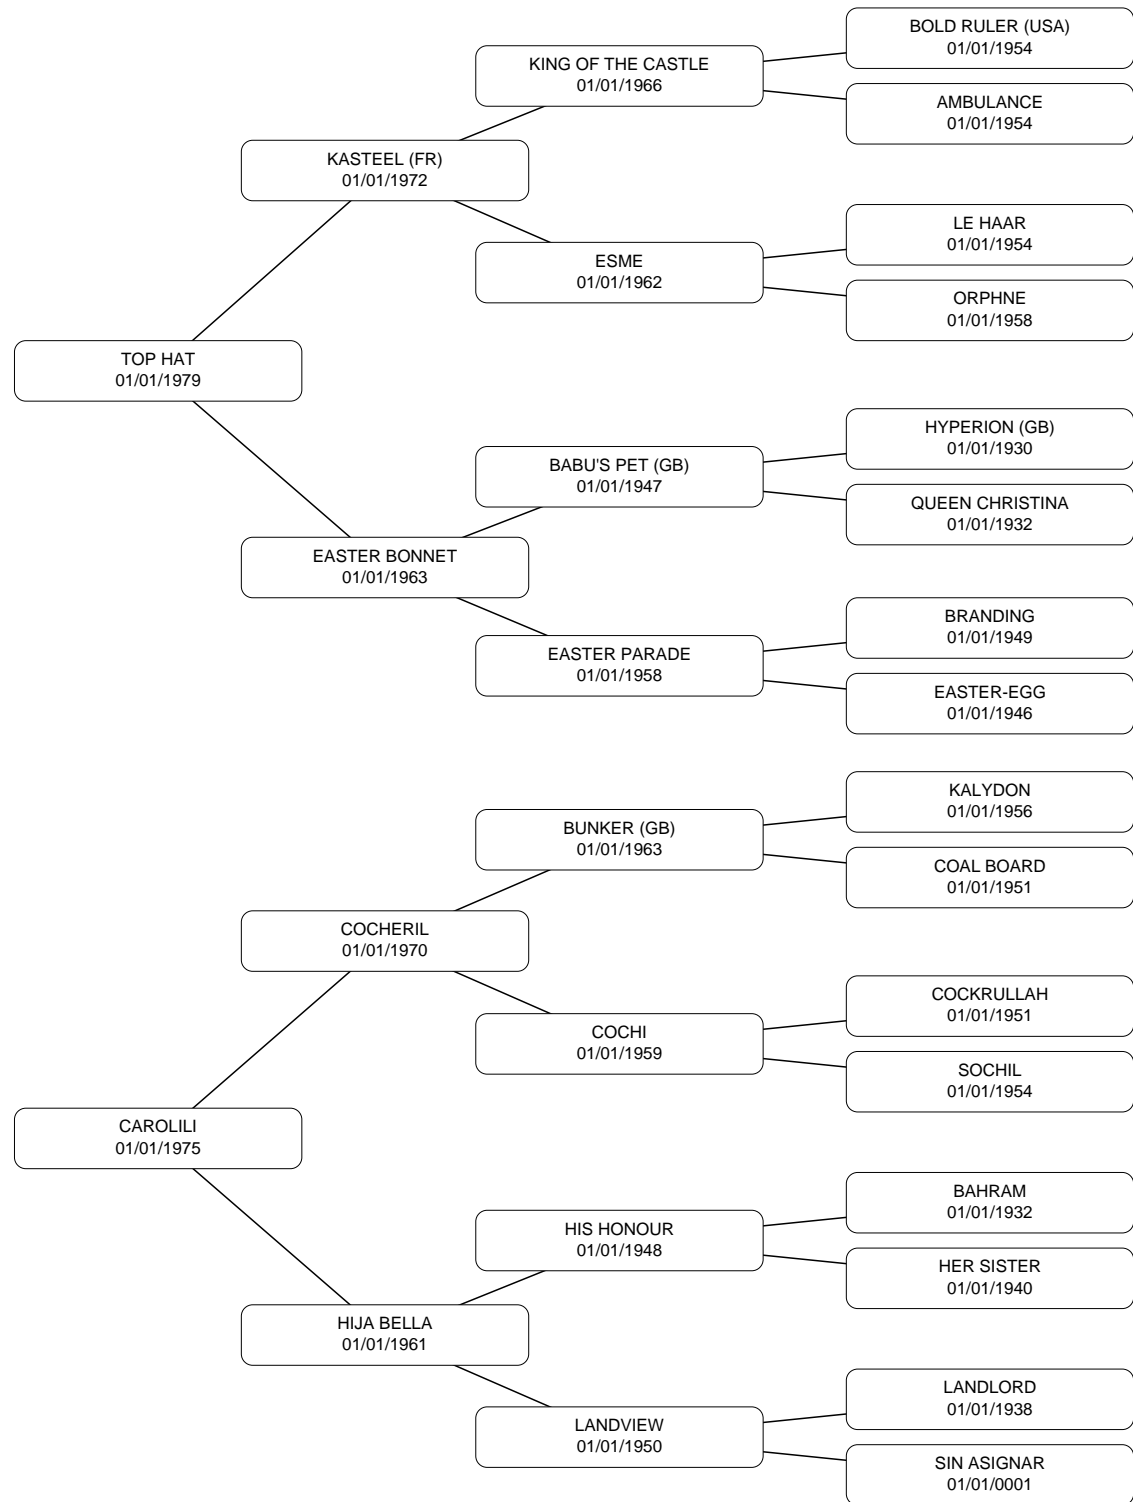 BOLD RULER (USA)
01/01/1954
KING OF THE CASTLE
01/01/1966
AMBULANCE
01/01/1954
KASTEEL (FR)
01/01/1972
LE HAAR
01/01/1954
ESME
01/01/1962
ORPHNE
01/01/1958
TOP HAT
01/01/1979
HYPERION (GB)
01/01/1930
BABU'S PET (GB)
01/01/1947
QUEEN CHRISTINA
01/01/1932
EASTER BONNET
01/01/1963
BRANDING
01/01/1949
EASTER PARADE
01/01/1958
EASTER-EGG
01/01/1946
KALYDON
01/01/1956
BUNKER (GB)
01/01/1963
COAL BOARD
01/01/1951
COCHERIL
01/01/1970
COCKRULLAH
01/01/1951
COCHI
01/01/1959
SOCHIL
01/01/1954
CAROLILI
01/01/1975
BAHRAM
01/01/1932
HIS HONOUR
01/01/1948
HER SISTER
01/01/1940
HIJA BELLA
01/01/1961
LANDLORD
01/01/1938
LANDVIEW
01/01/1950
SIN ASIGNAR
01/01/0001